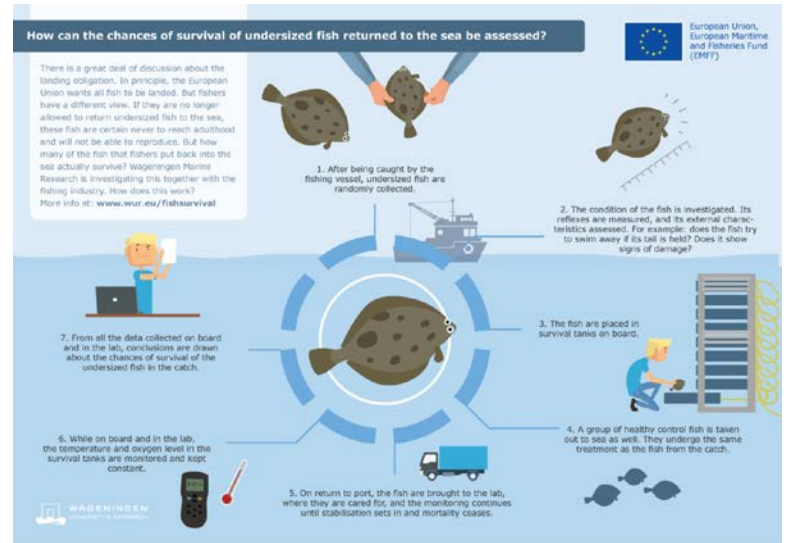 How can the chances of survival of undersized fish returned to the sea be assessed?
European Union,
European Maritime
and Fisheries Fund
(EMFF)
There is a great deal of discussion about the
landing obligation. In principle, the European
Union wants all fish to be landed. But fishers
have a different view. If they are no longer
allowed to return undersized fish to the sea,
these fish are certain never to reach adulthood
and will not be able to reproduce. But how
many of the fish that fishers put back into the
sea actually survive? Wageningen Marine
Research is investigating this together with the
fishing industry. How does this work?
More info at: www.wur.eu/fishsurvival
1. After being caught by the
fishing vessel, undersized fish are
randomly collected.
2. The condition of the fish is investigated. Its
reflexes are measured, and its external charac-
teristics assessed. For example: does the fish try
to swim away if its tail is held? Does it show
signs of damage?
3. The fish are placed in
survival tanks on board.
4. A group of healthy control fish is taken
out to sea as well. They undergo the same
treatment as the fish from the catch.
5. On return to port, the fish are brought to the lab,
where they are cared for, and the monitoring continues
until stabilisation sets in and mortality ceases.
6. While on board and in the lab,
the temperature and oxygen level in the
survival tanks are monitored and kept
constant.
7. From all the data collected on board
and in the lab, conclusions are drawn
about the chances of survival of the
undersized fish in the catch.
WAGENINGEN
UNIVERSITY & RESEARCH